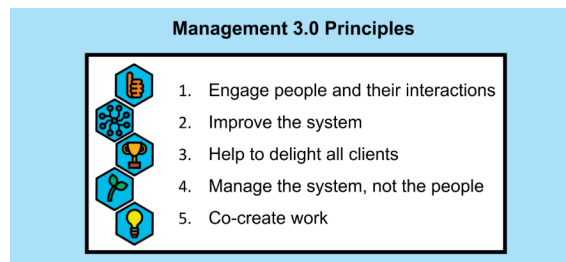 Management 3.0 Principles
1. Engage people and their interactions
2. Improve the system
3. Help to delight all clients
4. Manage the system, not the people
5. Co-create work